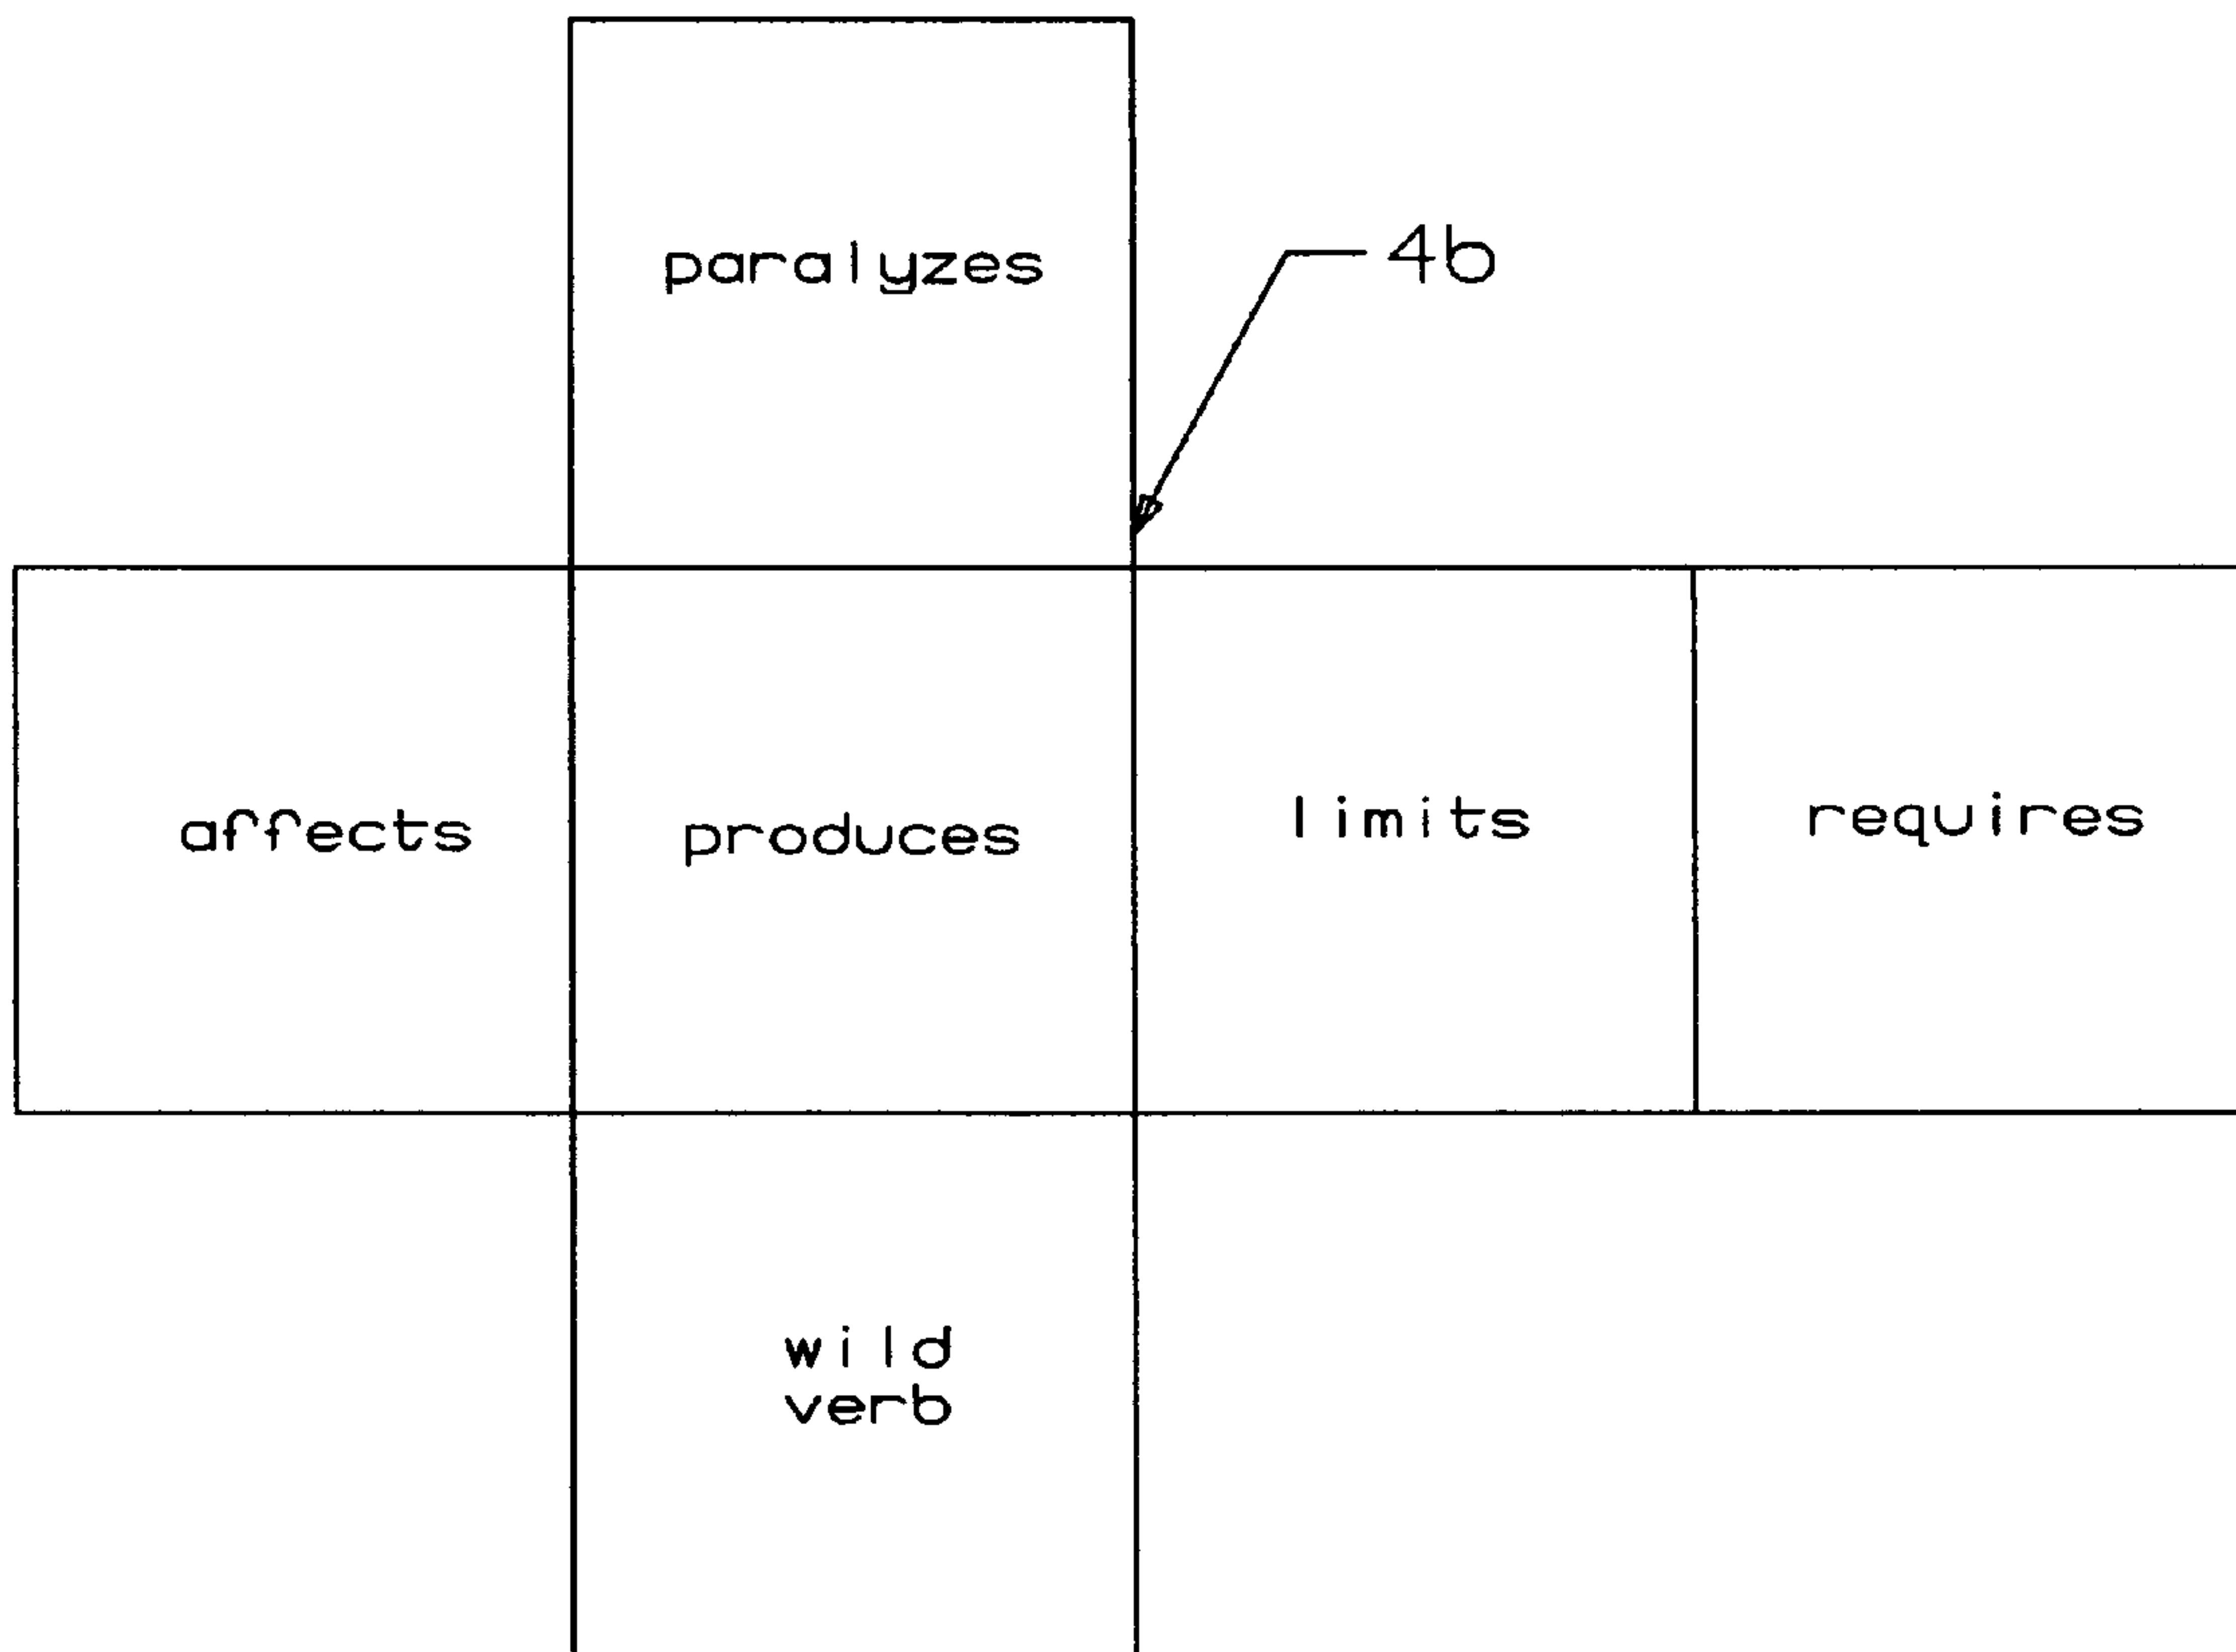 paralyzes
4b
affects
produces
limits
requires
wild
verb